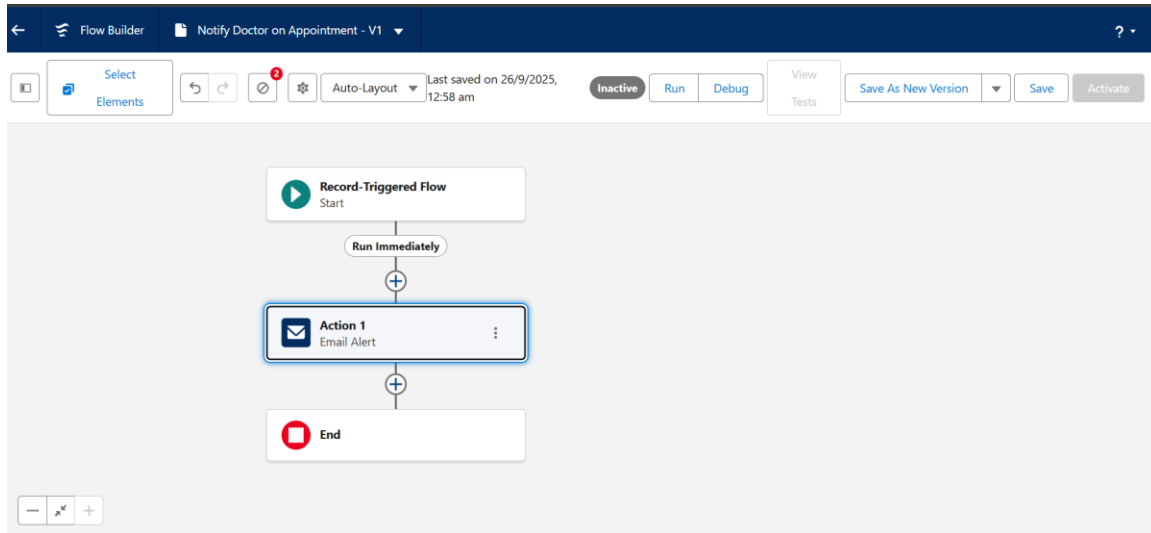 Flow Builder
Notify Doctor on Appointment - V1
?
Select
Elements
2
Auto-Layout
Last saved on 26/9/2025,
12:58 am
Inactive
Run
Debug
View
Tests
Save As New Version
Save
Activate
Record-Triggered Flow
Start
Run Immediately
Action 1
Email Alert
End